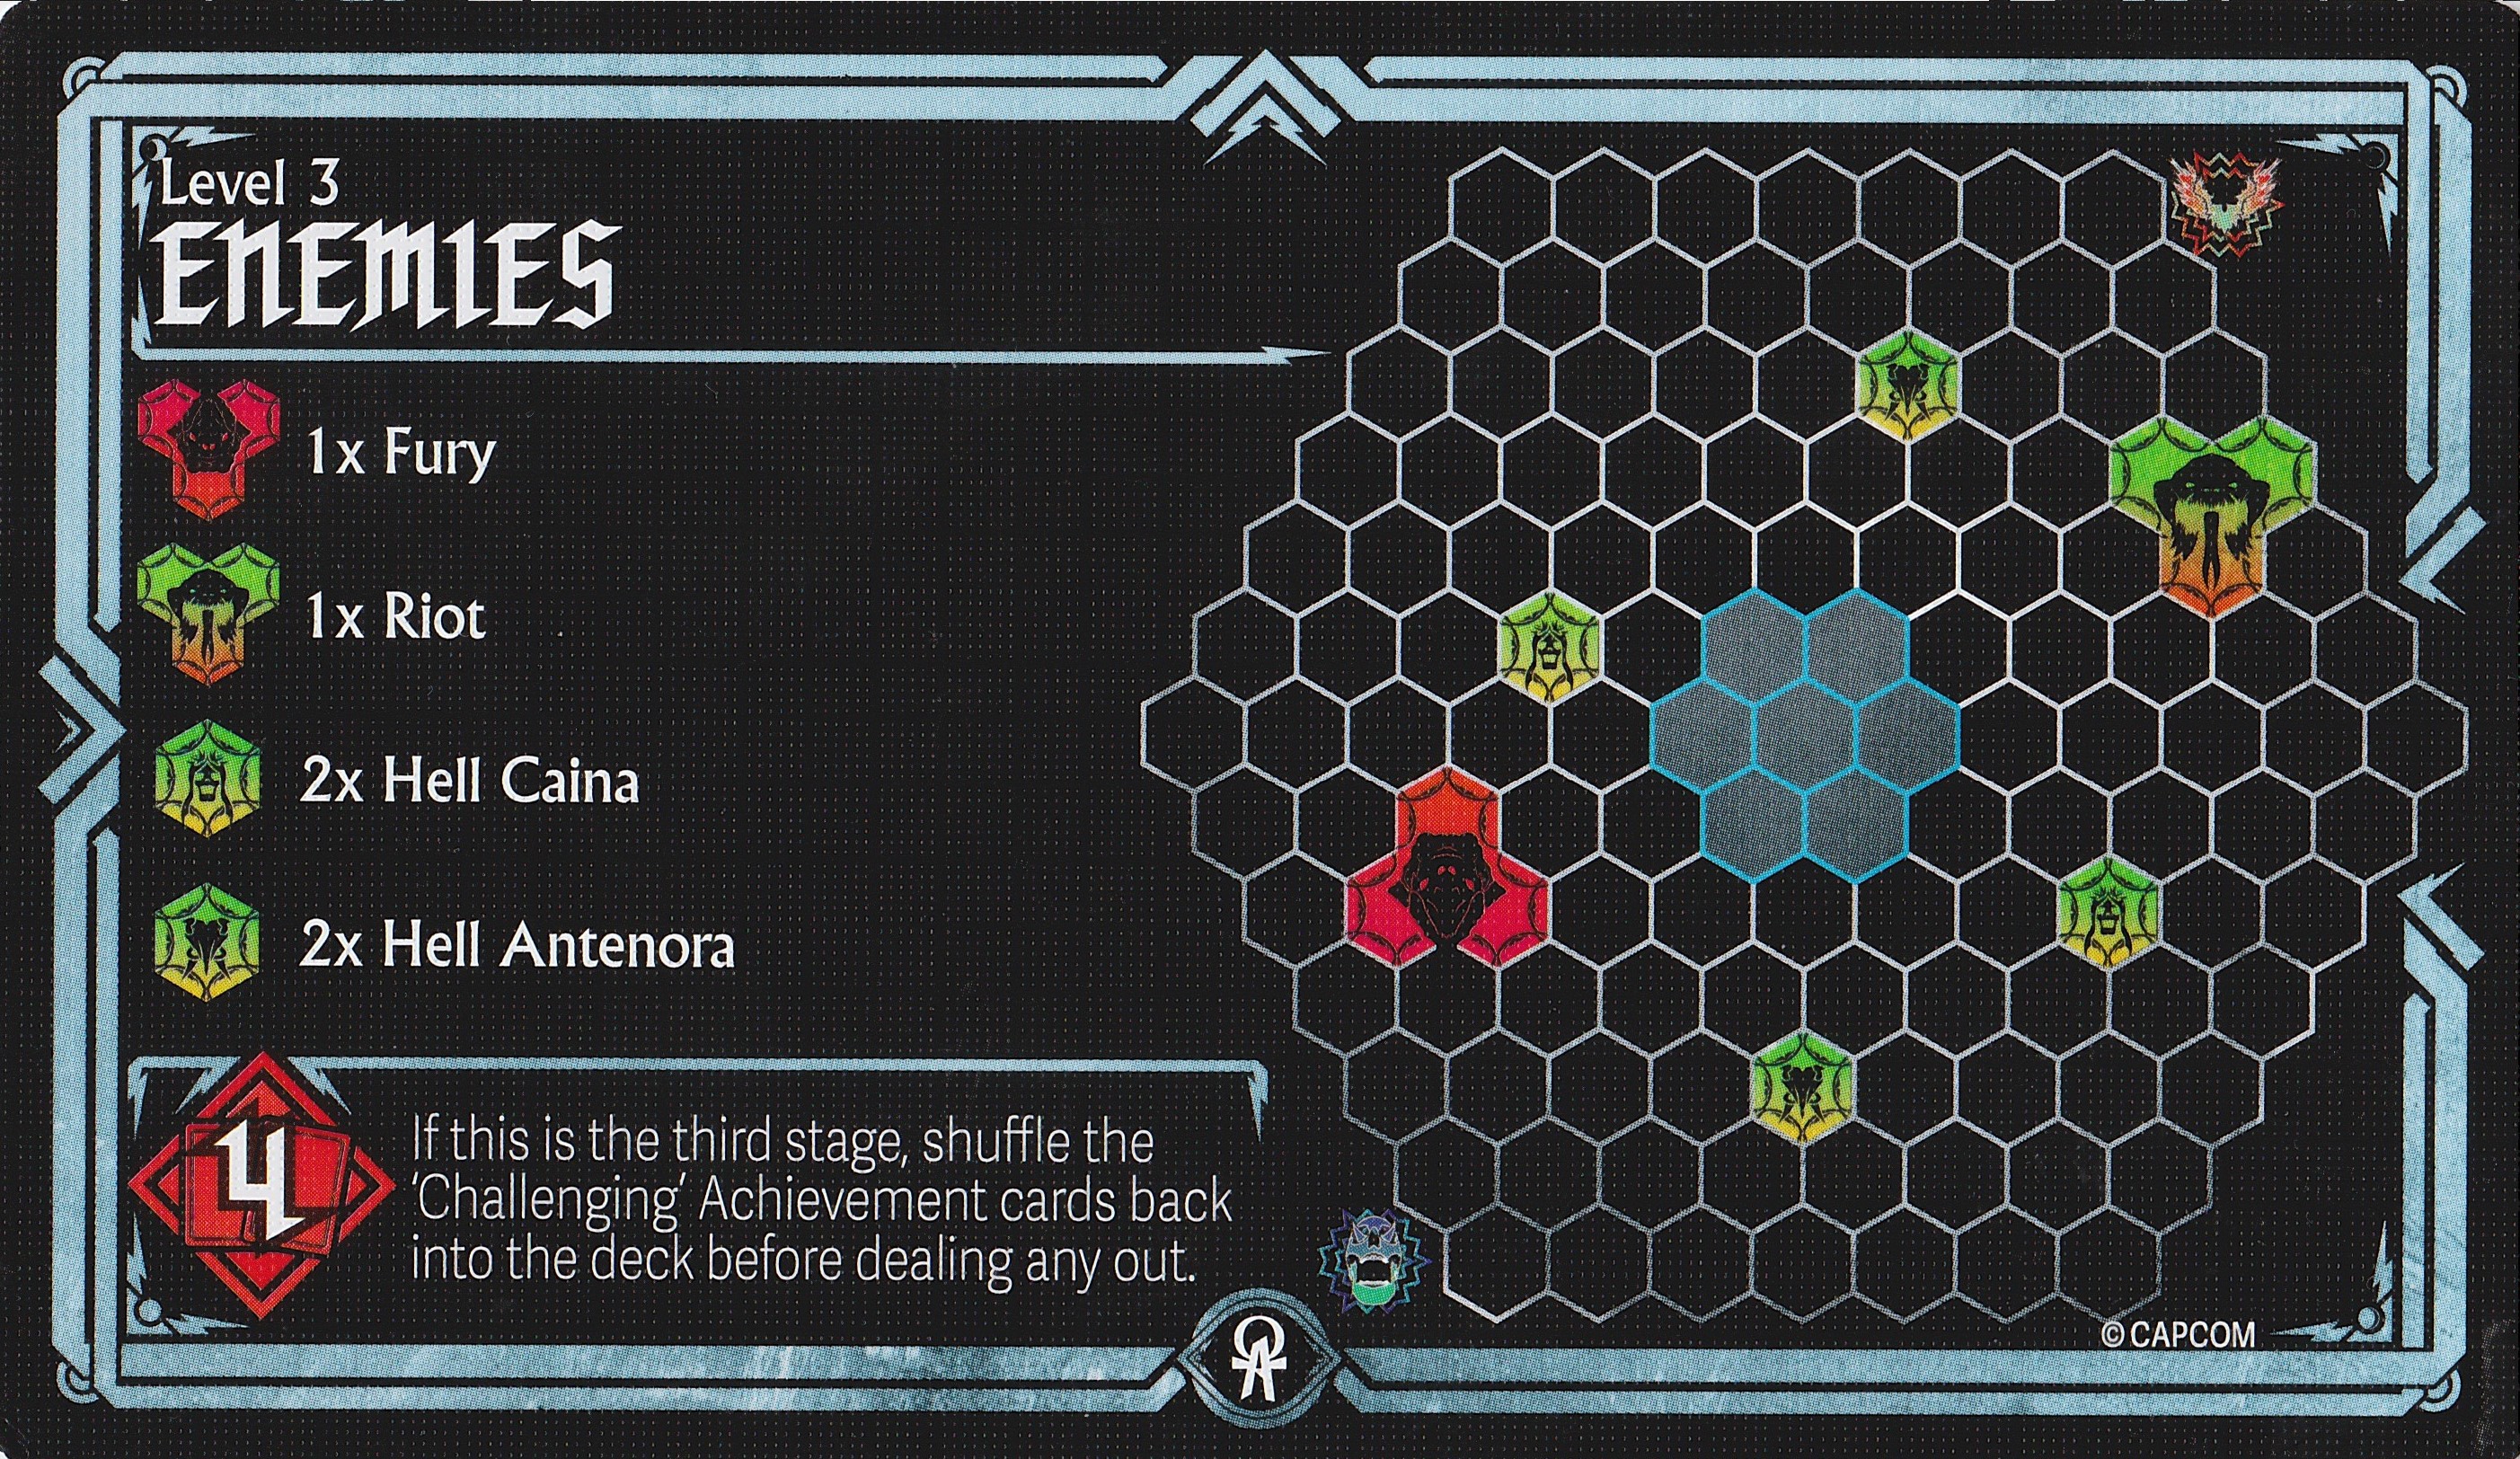 Level 3
ENEMIES
1x Fury
1x Riot
2x Hell Caina
2x Hell Antenora
4
If this is the third stage, shuffle the
‘Challenging’ Achievement cards back
into the deck before dealing any out.
© CAPCOM